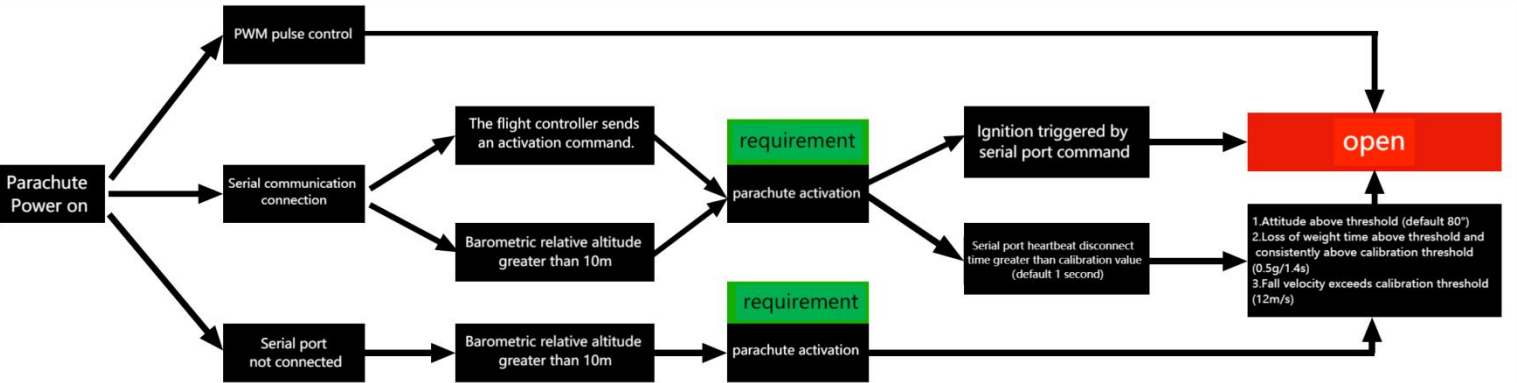 PWM pulse control
Parachute
Power on
Serial communication
connection
The flight controller sends
an activation command.
Barometric relative altitude
greater than 10m
requirement
parachute activation
Ignition triggered by
serial port command
Serial port heartbeat disconnect
time greater than calibration value
(default 1 second)
open
1.Attitude above threshold (default 80°)
2.Loss of weight time above threshold and
consistently above calibration threshold
(0.5g/1.4s)
3.Fall velocity exceeds calibration threshold
(12m/s)
Serial port
not connected
Barometric relative altitude
greater than 10m
requirement
parachute activation